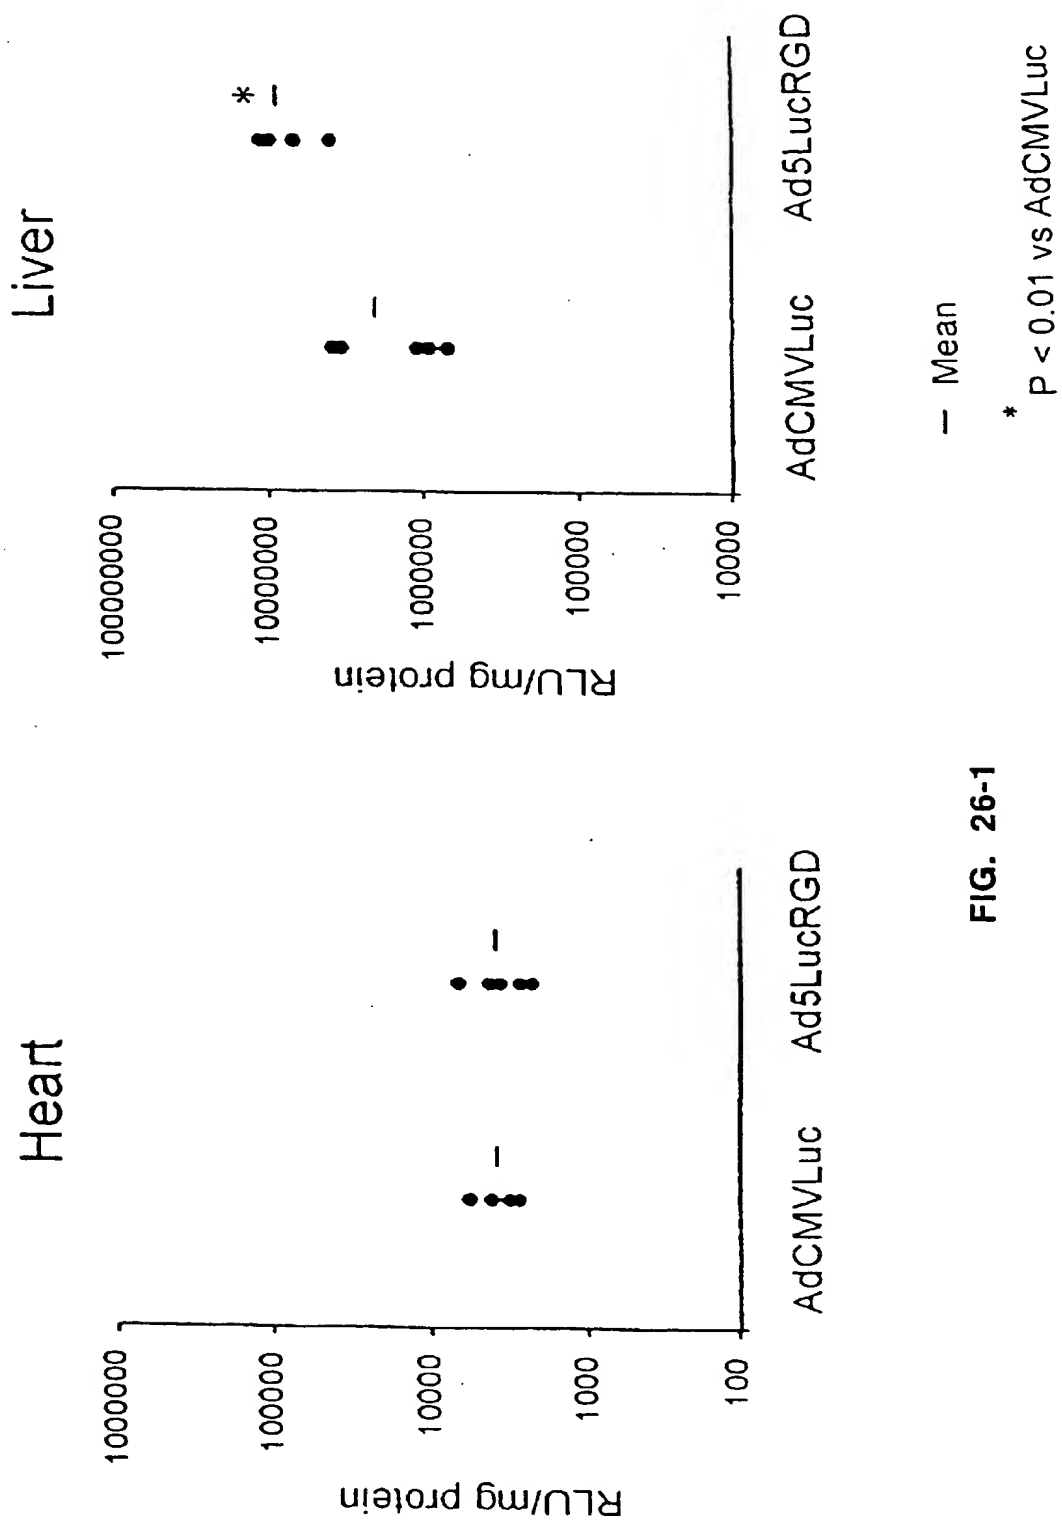 Heart
RLU/mg protein
1000000
100000
10000
1000
100
AdCMVLuc Ad5LucRGD
Liver
RLU/mg protein
100000000
10000000
1000000
100000
10000
*
AdCMVLuc Ad5LucRGD
– Mean
* P < 0.01 vs AdCMVLuc
FIG. 26-1